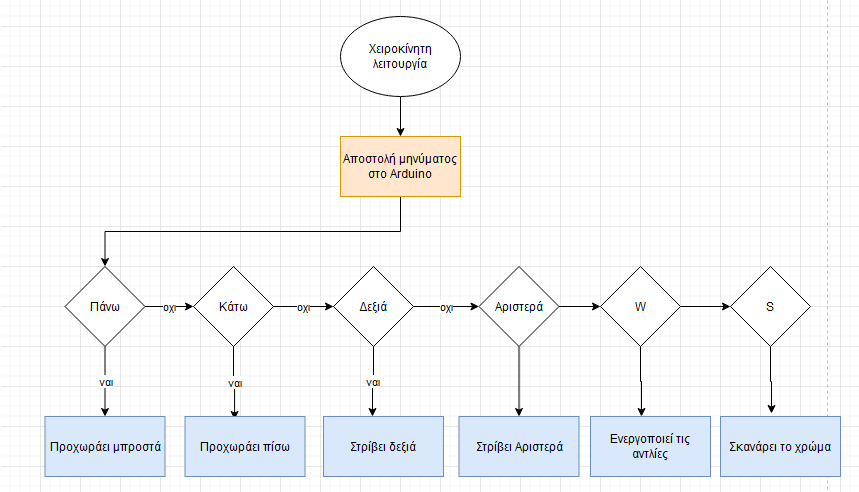 Χειροκίνητη
λειτουργία
Αποστολή μηνύματος
στο Arduino
Πάνω
οχι
Κάτω
οχι
Δεξιά
οχι
Αριστερά
W
S
ναι
ναι
ναι
Προχωράει μπροστά
Προχωράει πίσω
Στρίβει δεξιά
Στρίβει Αριστερά
Ενεργοποιεί τις
αντλίες
Σκανάρει το χρώμα